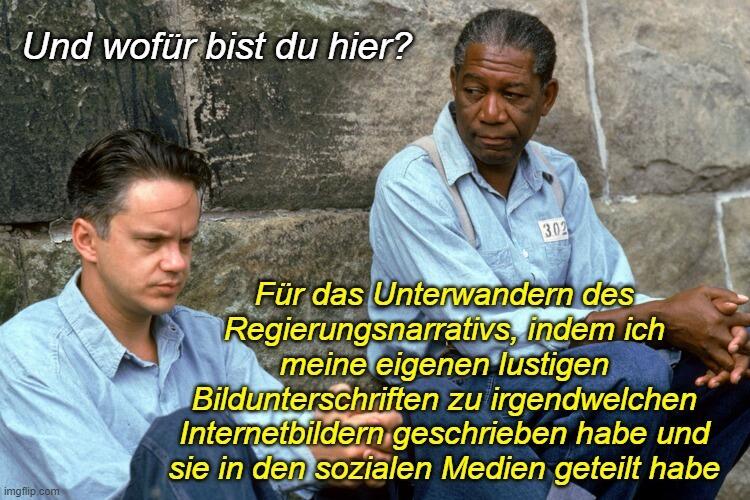 Und wofür bist du hier?
302
Für das Unterwandern des
Regierungsnarrativs, indem ich
meine eigenen lustigen
Bildunterschriften zu irgendwelchen
Internetbildern geschrieben habe und
sie in den sozialen Medien geteilt habe
imgflip.com